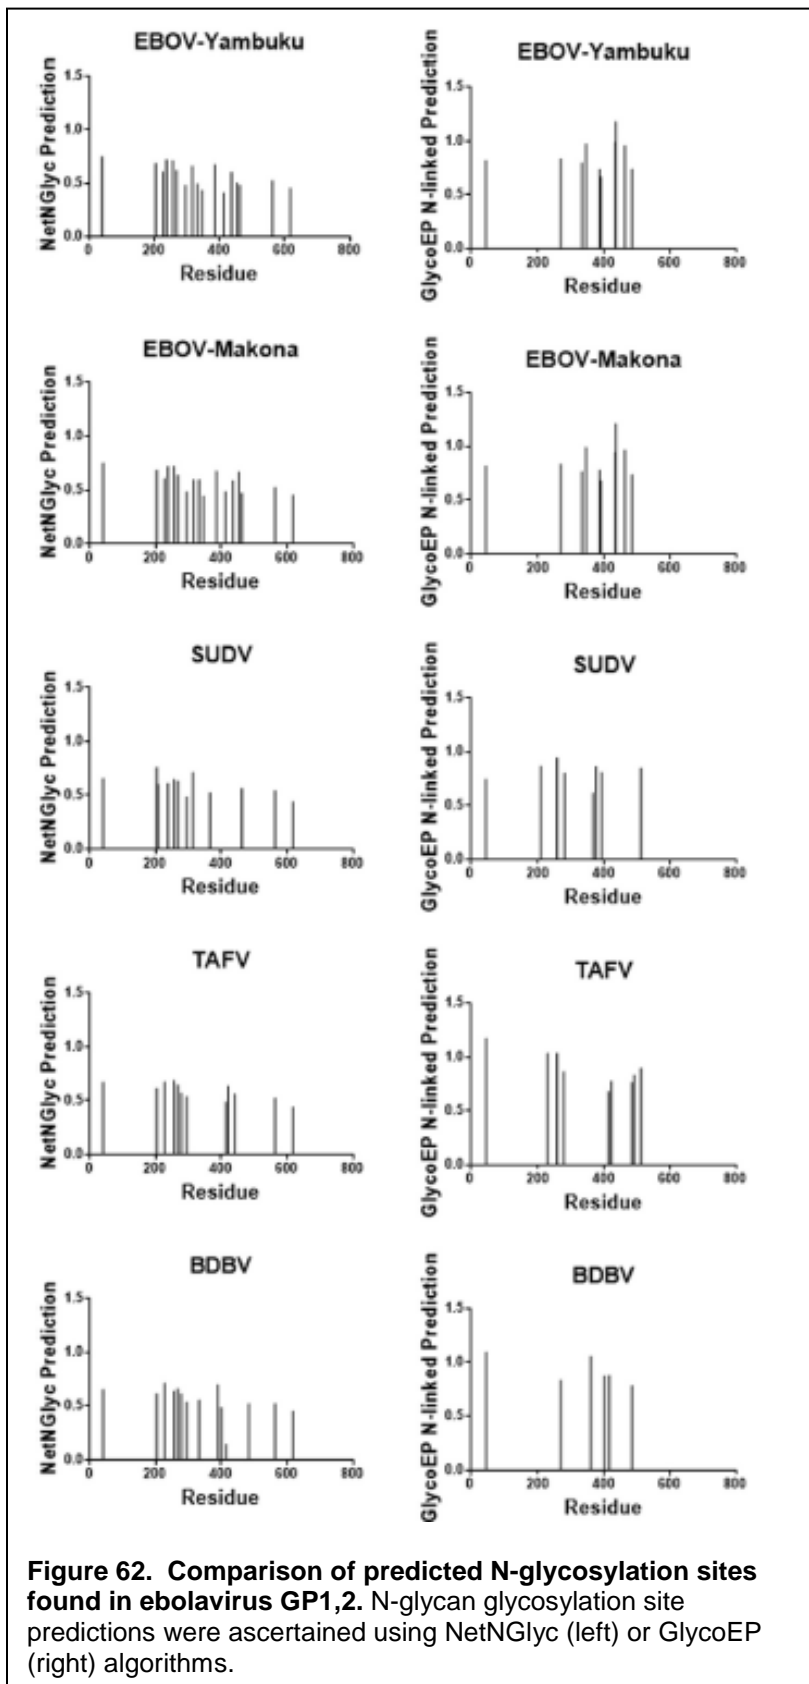 EBOV-Yambuku
NetNGlyc Prediction
1.5
1.0
0.5
0.0
0 200 400 600 800
Residue
EBOV-Yambuku
GlycoEP N-linked Prediction
1.5
1.0
0.5
0.0
0 200 400 600 800
Residue
EBOV-Makona
NetNGlyc Prediction
1.5
1.0
0.5
0.0
0 200 400 600 800
Residue
EBOV-Makona
GlycoEP N-linked Prediction
1.5
1.0
0.5
0.0
0 200 400 600 800
Residue
SUDV
NetNGlyc Prediction
1.5
1.0
0.5
0.0
0 200 400 600 800
Residue
SUDV
GlycoEP N-linked Prediction
1.5
1.0
0.5
0.0
0 200 400 600 800
Residue
TAFV
NetNGlyc Prediction
1.5
1.0
0.5
0.0
0 200 400 600 800
Residue
TAFV
GlycoEP N-linked Prediction
1.5
1.0
0.5
0.0
0 200 400 600 800
Residue
BDBV
NetNGlyc Prediction
1.5
1.0
0.5
0.0
0 200 400 600 800
Residue
BDBV
GlycoEP N-linked Prediction
1.5
1.0
0.5
0.0
0 200 400 600 800
Residue
Figure 62. Comparison of predicted N-glycosylation sites
found in ebolavirus GP1,2. N-glycan glycosylation site
predictions were ascertained using NetNGlyc (left) or GlycoEP
(right) algorithms.